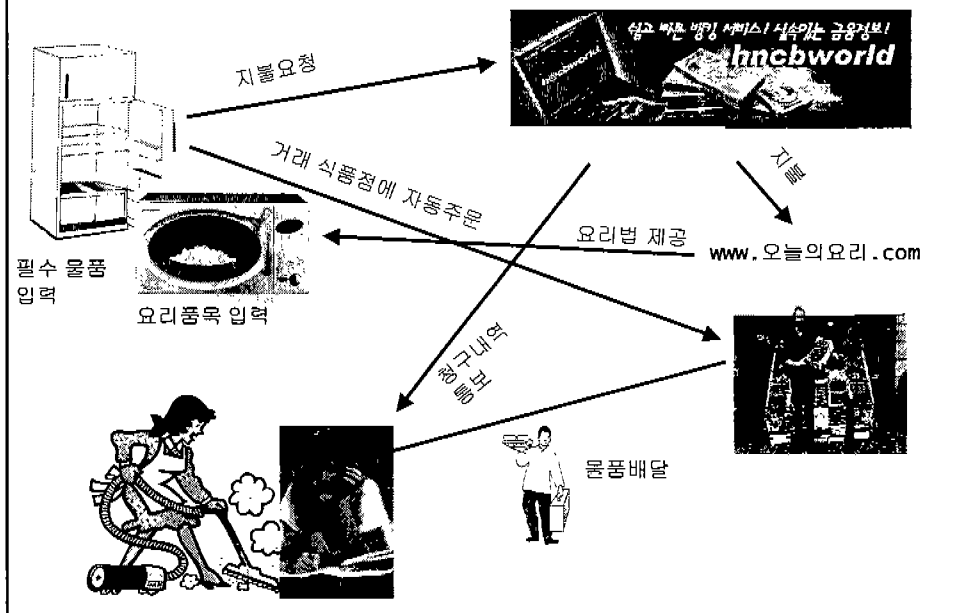 쉽고 빠른 뱅킹 서비스! 실속있는 금융정보!
hncbworld
지불요청
지불
거래 식품점에 자동주문
요리법 제공
www.오늘의요리.com
필수 물품
입력
요리품목 입력
물품배달